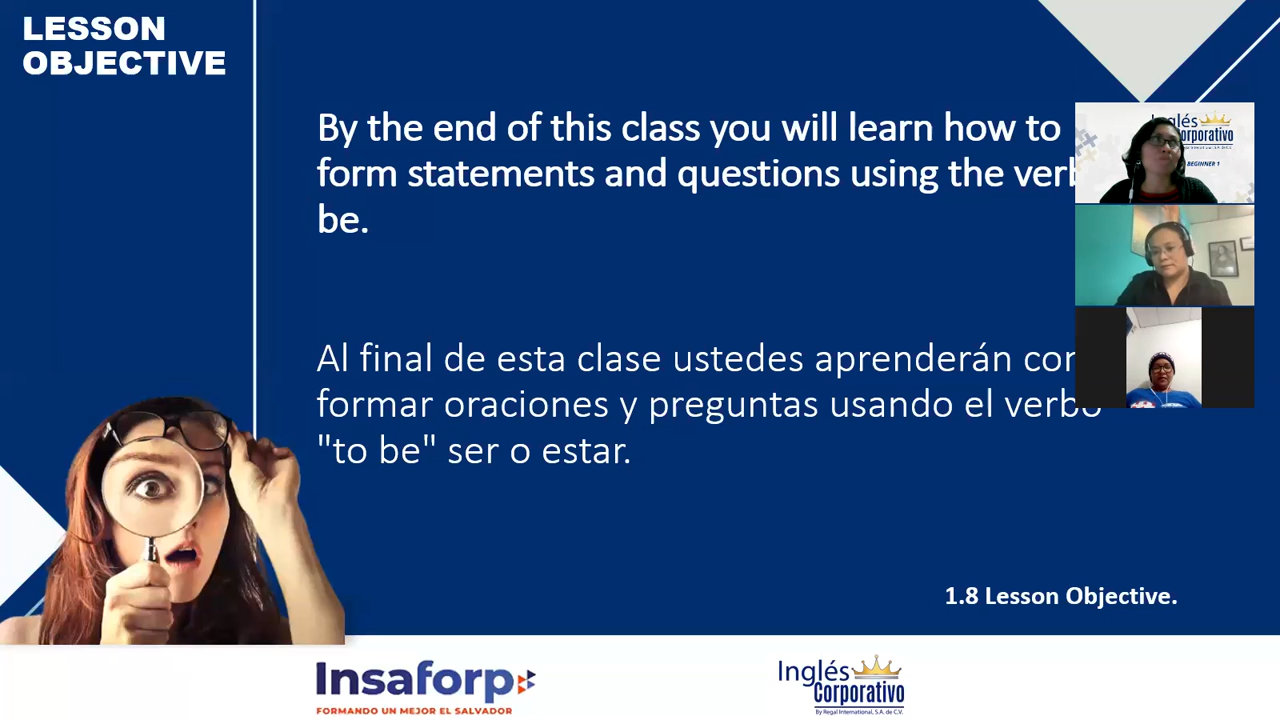 LESSON
OBJECTIVE
By the end of this class you will learn how to
form statements and questions using the verb
be.
Al final de esta clase ustedes aprenderán
formar oraciones y preguntas usando el verbo
"to be" ser o estar.
1.8 Lesson Objective.
Inglés
Corporativo
BEGINNER 1
Insaforp
FORMANDO UN MEJOR EL SALVADOR
Inglés
Corporativo
By Regal International, S.A. de C.V.